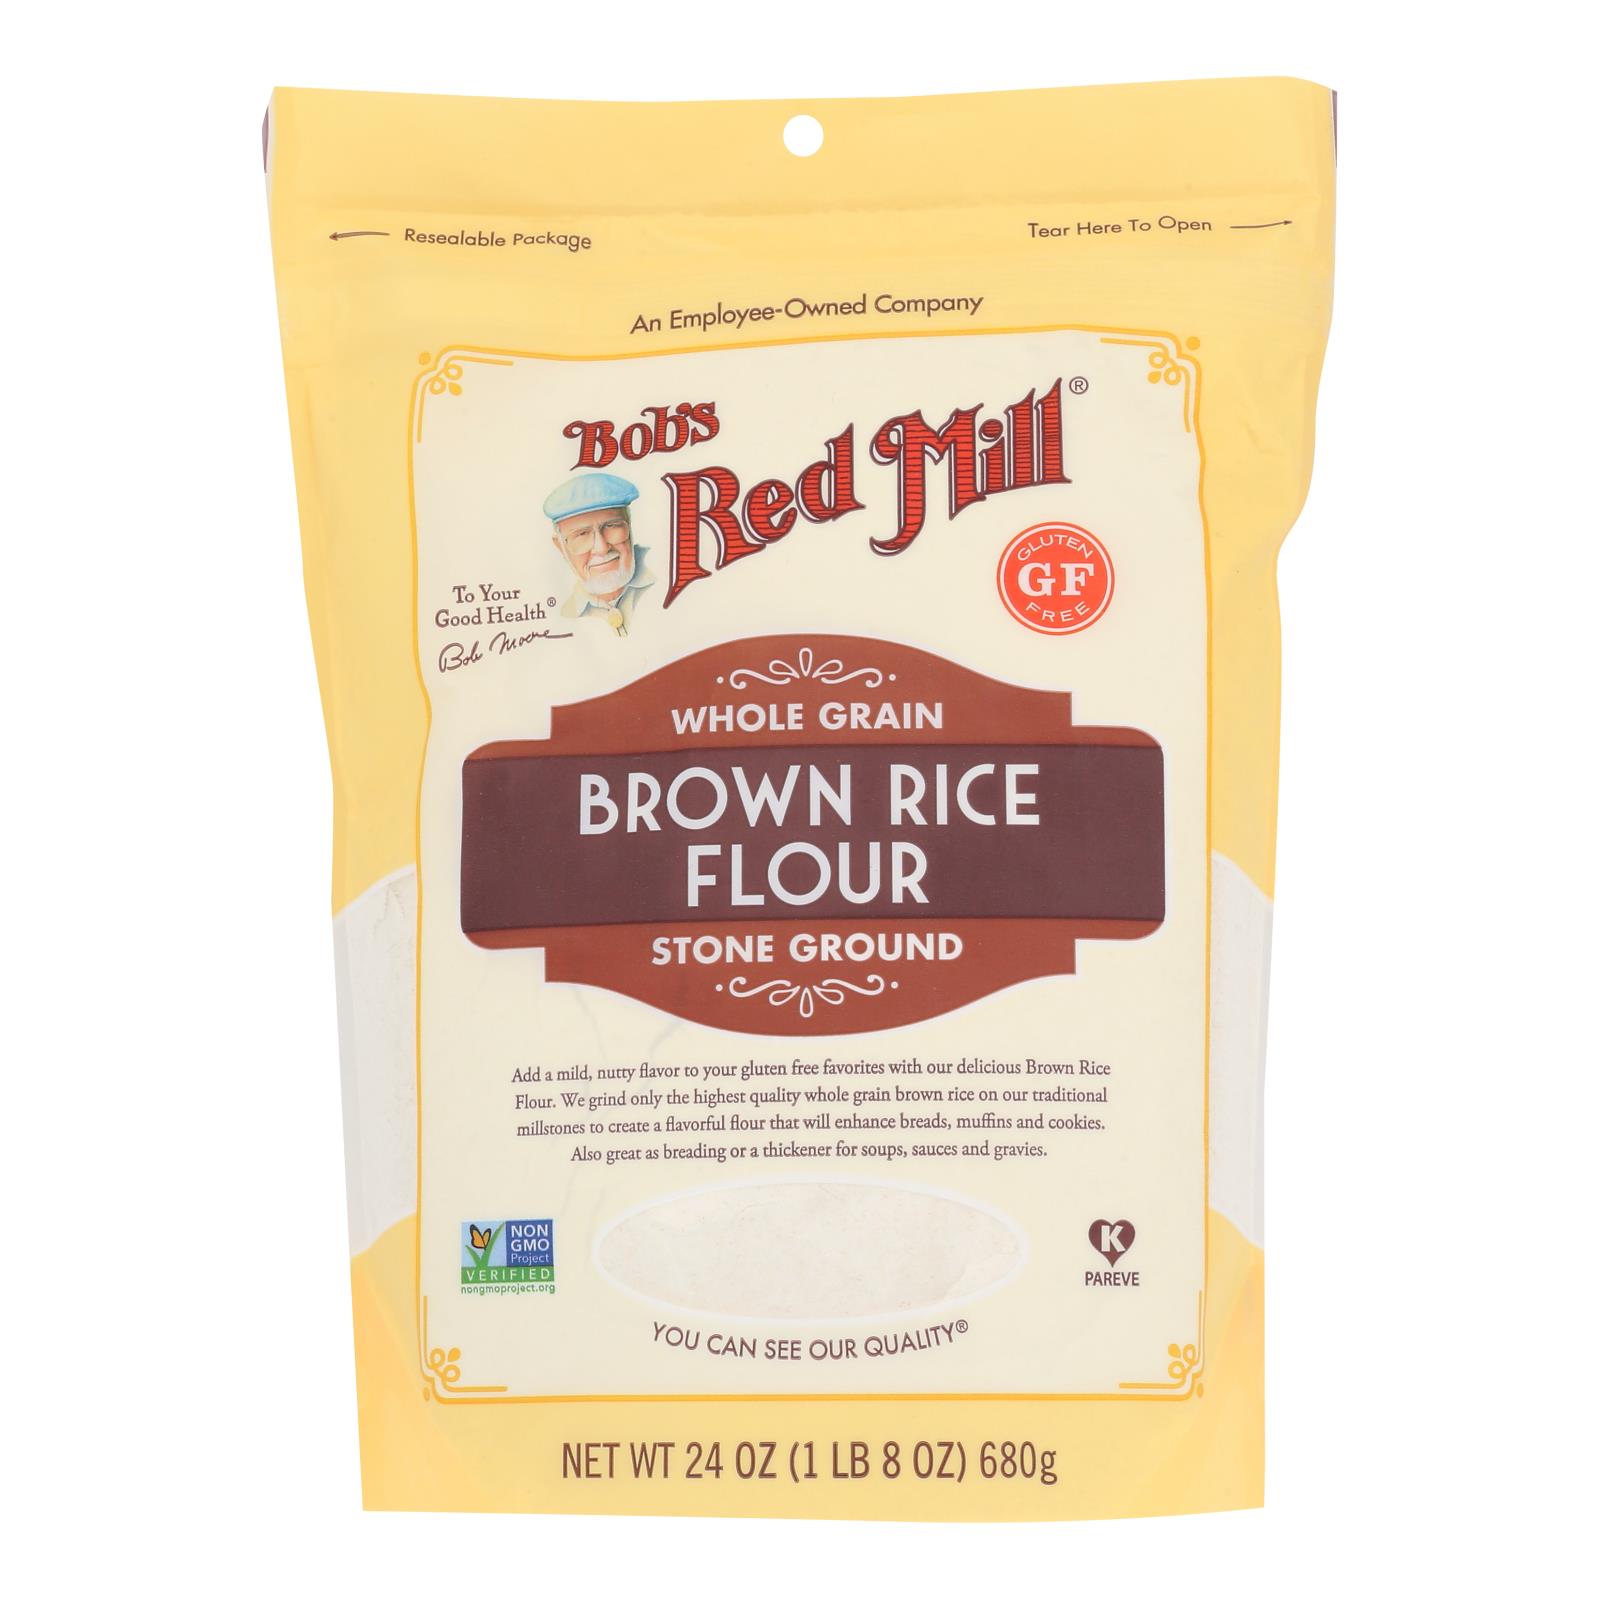 Resealable Package
Tear Here To Open
An Employee-Owned Company
Bob's
Red Mill®
GLUTEN
GF
FREE
To Your
Good Health®
Bob Moore
WHOLE GRAIN
BROWN RICE
FLOUR
STONE GROUND
Add a mild, nutty flavor to your gluten free favorites with our delicious Brown Rice
Flour. We grind only the highest quality whole grain brown rice on our traditional
millstones to create a flavorful flour that will enhance breads, muffins and cookies.
Also great as breading or a thickener for soups, sauces and gravies.
NON
GMO
Project
VERIFIED
nongmoproject.org
K
PAREVE
YOU CAN SEE OUR QUALITY®
NET WT 24 OZ (1 LB 8 OZ) 680g